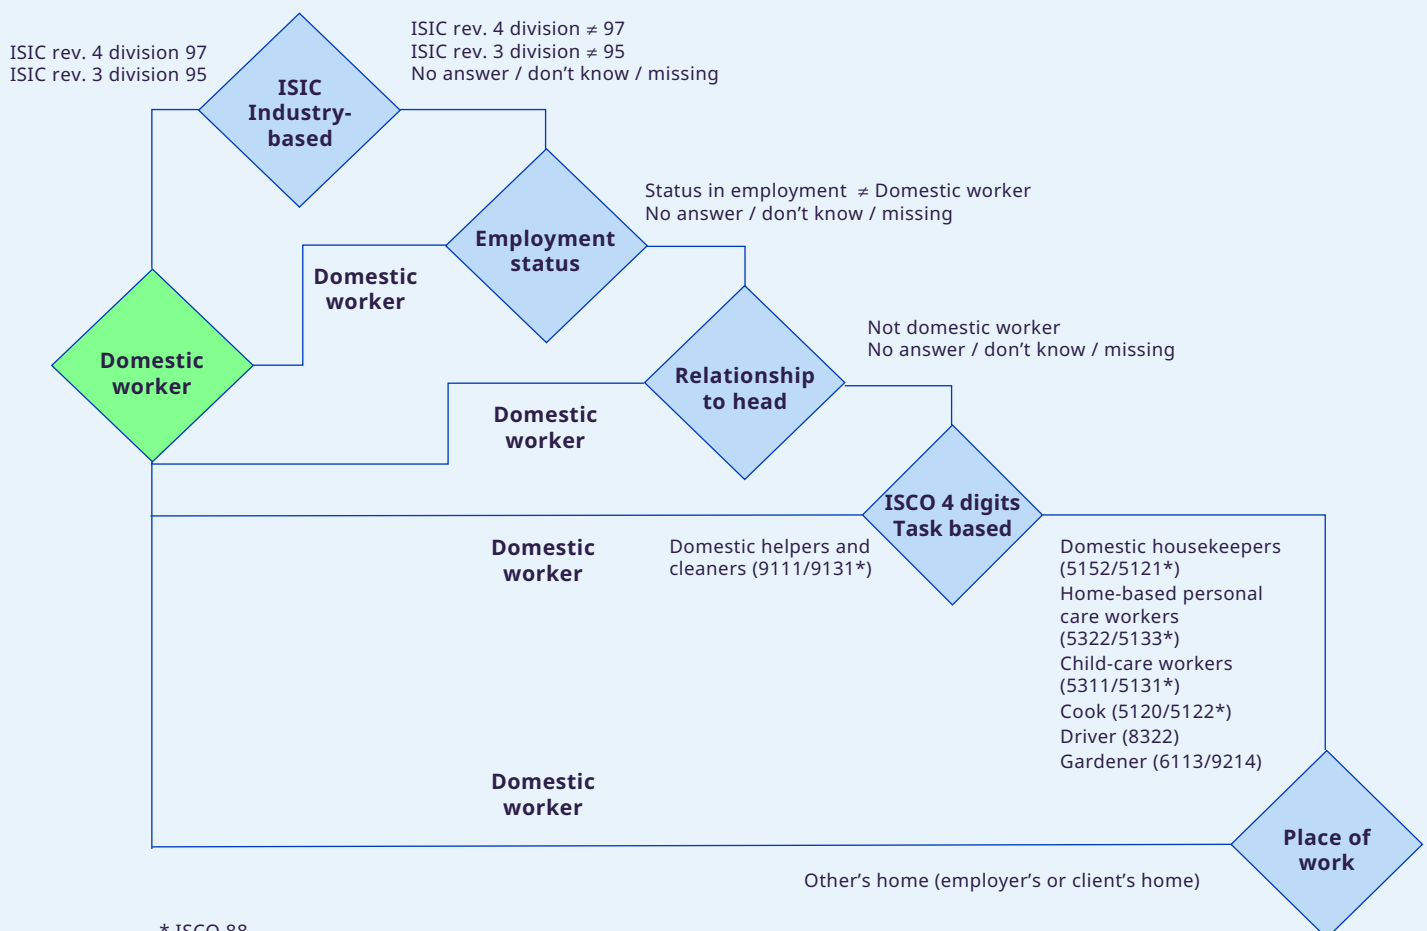 ISIC rev. 4 division 97
ISIC rev. 3 division 95
ISIC
Industry-
based
ISIC rev. 4 division ≠ 97
ISIC rev. 3 division ≠ 95
No answer / don’t know / missing
Employment
status
Status in employment ≠ Domestic worker
No answer / don’t know / missing
Domestic
worker
Domestic
worker
Relationship
to head
Not domestic worker
No answer / don’t know / missing
Domestic
worker
ISCO 4 digits
Task based
Domestic
worker
Domestic helpers and
cleaners (9111/9131*)
Domestic housekeepers
(5152/5121*)
Home-based personal
care workers
(5322/5133*)
Child-care workers
(5311/5131*)
Cook (5120/5122*)
Driver (8322)
Gardener (6113/9214)
Domestic
worker
Place of
work
Other’s home (employer’s or client’s home)
* ISCO 88